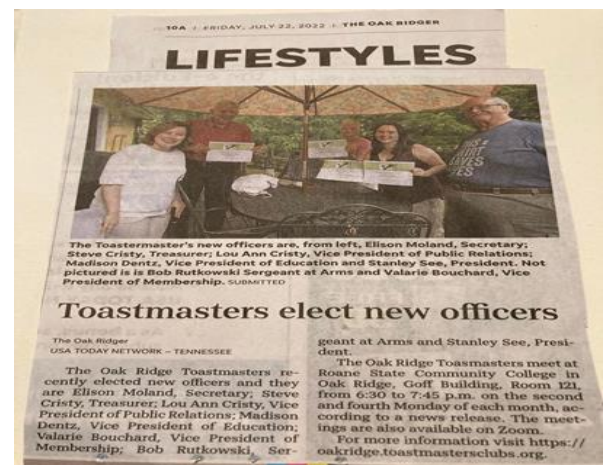 10A | FRIDAY, JULY 22, 2022 | THE OAK RIDGER
LIFESTYLES
The Toastermaster's new officers are, from left, Elison Moland, Secretary;
Steve Cristy, Treasurer; Lou Ann Cristy, Vice President of Public Relations;
Madison Dentz, Vice President of Education and Stanley See, President. Not
pictured is is Bob Rutkowski Sergeant at Arms and Valarie Bouchard, Vice
President of Membership. SUBMITTED
Toastmasters elect new officers
The Oak Ridger
USA TODAY NETWORK – TENNESSEE
The Oak Ridge Toastmasters re-
cently elected new officers and they
are Elison Moland, Secretary; Steve
Cristy, Treasurer; Lou Ann Cristy, Vice
President of Public Relations; Madison
Dentz, Vice President of Education;
Valarie Bouchard, Vice President of
Membership; Bob Rutkowski, Ser-
geant at Arms and Stanley See, Presi-
dent.
The Oak Ridge Toasmasters meet at
Roane State Community College in
Oak Ridge, Goff Building, Room 121,
from 6:30 to 7:45 p.m. on the second
and fourth Monday of each month, ac-
cording to a news release. The meet-
ings are also available on Zoom.
For more information visit https://
oakridge.toastmastersclubs.org.